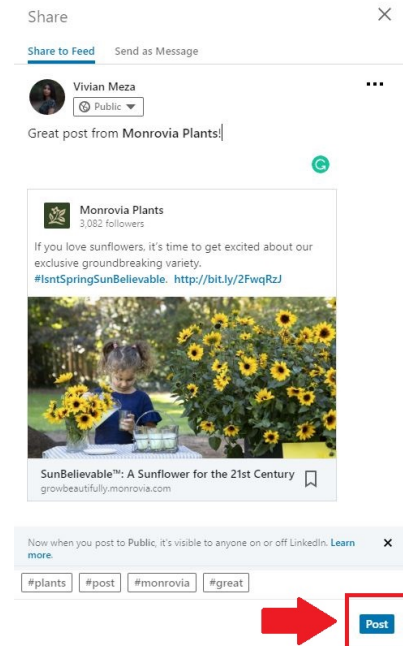 Share
Share to Feed Send as Message
Vivian Meza
Public
Great post from Monrovia Plants!
Monrovia Plants
3,082 followers
If you love sunflowers, it's time to get excited about our
exclusive groundbreaking variety.
#IsntSpringSunBelievable. http://bit.ly/2FwqRzJ
SunBelievable™: A Sunflower for the 21st Century
growbeautifully.monrovia.com
Now when you post to Public, it's visible to anyone on or off LinkedIn. Learn
more.
#plants #post #monrovia #great
Post